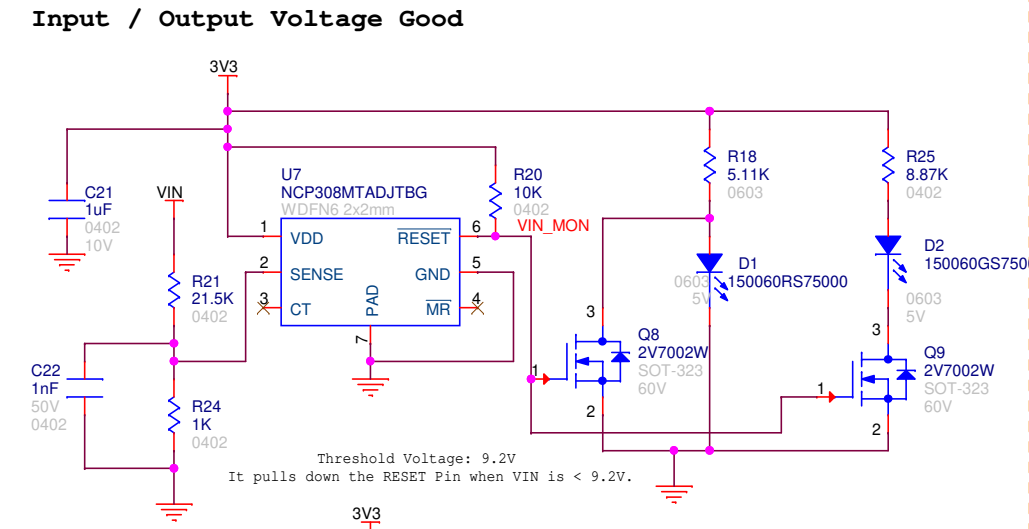 Input / Output Voltage Good
3V3
C21
1uF
0402
10V
VIN
R21
21.5K
0402
C22
1nF
50V
0402
R24
1K
0402
U7
NCP308MTADJTBG
WDFN6 2x2mm
1
VDD
2
SENSE
3
CT
RESET
6
GND
5
MR
4
PAD
7
R20
10K
0402
VIN_MON
R18
5.11K
0603
R25
8.87K
0402
D1
150060RS75000
0603
5V
D2
150060GS7500
0603
5V
3
Q8
2V7002W
SOT-323
60V
1
2
3
Q9
2V7002W
SOT-323
60V
1
2
Threshold Voltage: 9.2V
It pulls down the RESET Pin when VIN is < 9.2V.
3V3